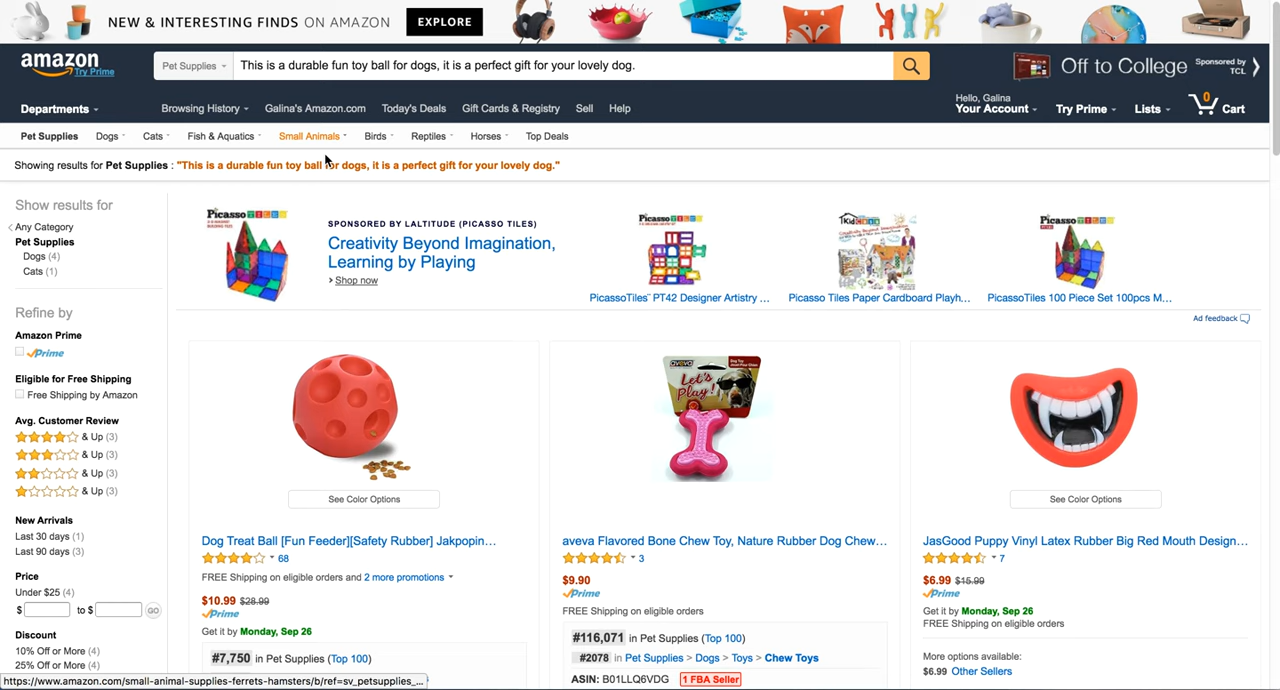 NEW & INTERESTING FINDS ON AMAZON EXPLORE
amazon
Try Prime
Pet Supplies
This is a durable fun toy ball for dogs, it is a perfect gift for your lovely dog.
Off to College
Sponsored by
TCL
Departments
Browsing History
Galina's Amazon.com
Today's Deals
Gift Cards & Registry
Sell
Help
Hello, Galina
Your Account
Try Prime
Lists
0
Cart
Pet Supplies
Dogs
Cats
Fish & Aquatics
Small Animals
Birds
Reptiles
Horses
Top Deals
Showing results for Pet Supplies : "This is a durable fun toy ball for dogs, it is a perfect gift for your lovely dog."
Show results for
Any Category
Pet Supplies
Dogs (4)
Cats (1)
Refine by
Amazon Prime
Prime
Eligible for Free Shipping
Free Shipping by Amazon
Avg. Customer Review
& Up (3)
& Up (3)
& Up (3)
& Up (3)
New Arrivals
Last 30 days (1)
Last 90 days (3)
Price
Under $25 (4)
$ to $ GO
Discount
10% Off or More (4)
25% Off or More (4)
https://www.amazon.com/small-animal-supplies-ferrets-hamsters/b/ref=sv_petsupplies_...
Picasso TILES
SPONSORED BY LALTITUDE (PICASSO TILES)
Creativity Beyond Imagination,
Learning by Playing
Shop now
Picasso TILES
PicassoTiles™ PT42 Designer Artistry ...
Picasso Tiles Paper Cardboard Playh...
Picasso TILES
PicassoTiles 100 Piece Set 100pcs M...
Ad feedback
See Color Options
Dog Treat Ball [Fun Feeder][Safety Rubber] Jakpopin...
68
FREE Shipping on eligible orders and 2 more promotions
$10.99 $28.99
Prime
Get it by Monday, Sep 26
#7,750 in Pet Supplies (Top 100)
aveva
Let's
Play!
aveva Flavored Bone Chew Toy, Nature Rubber Dog Chew...
3
$9.90
Prime
FREE Shipping on eligible orders
#116,071 in Pet Supplies (Top 100)
#2078 in Pet Supplies > Dogs > Toys > Chew Toys
ASIN: B01LLQ6VDG 1 FBA Seller
See Color Options
JasGood Puppy Vinyl Latex Rubber Big Red Mouth Design...
7
$6.99 $15.99
Prime
Get it by Monday, Sep 26
FREE Shipping on eligible orders
More options available:
$6.99 Other Sellers